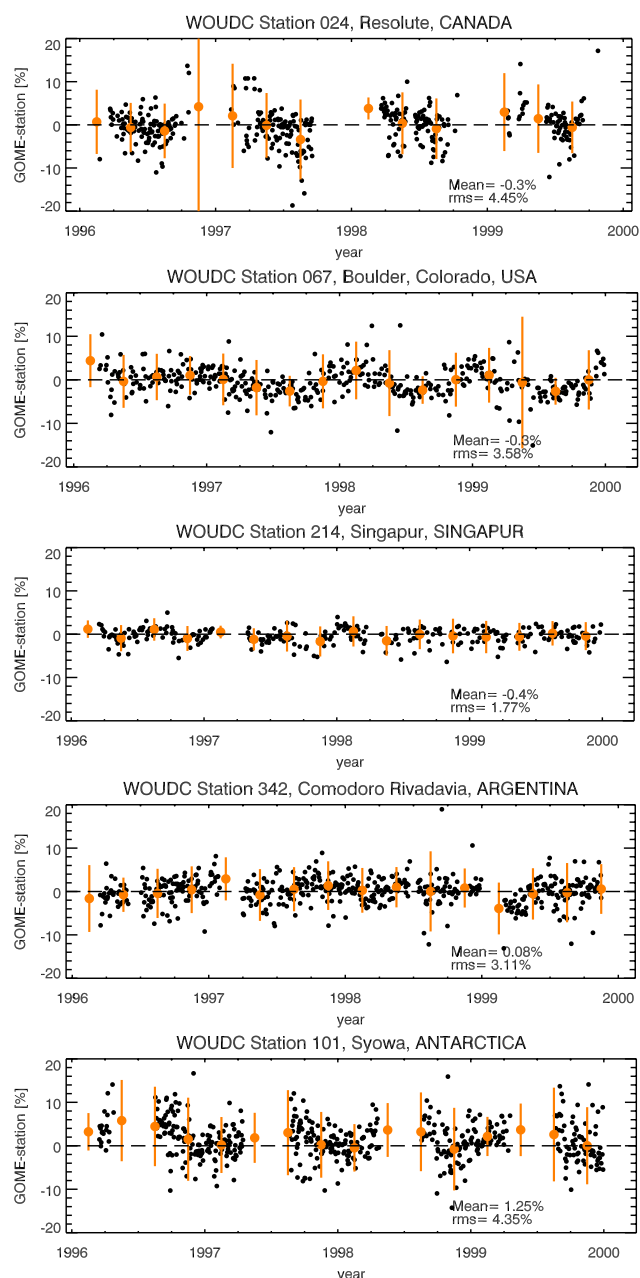 WOUDC Station 024, Resolute, CANADA
20
10
0
-10
-20
GOME-station [%]
Mean= -0.3%
rms= 4.45%
1996 1997 1998 1999 2000
year
WOUDC Station 067, Boulder, Colorado, USA
20
10
0
-10
-20
GOME-station [%]
Mean= -0.3%
rms= 3.58%
1996 1997 1998 1999 2000
year
WOUDC Station 214, Singapur, SINGAPUR
20
10
0
-10
-20
GOME-station [%]
Mean= -0.4%
rms= 1.77%
1996 1997 1998 1999 2000
year
WOUDC Station 342, Comodoro Rivadavia, ARGENTINA
20
10
0
-10
-20
GOME-station [%]
Mean= 0.08%
rms= 3.11%
1996 1997 1998 1999 2000
year
WOUDC Station 101, Syowa, ANTARCTICA
20
10
0
-10
-20
GOME-station [%]
Mean= 1.25%
rms= 4.35%
1996 1997 1998 1999 2000
year